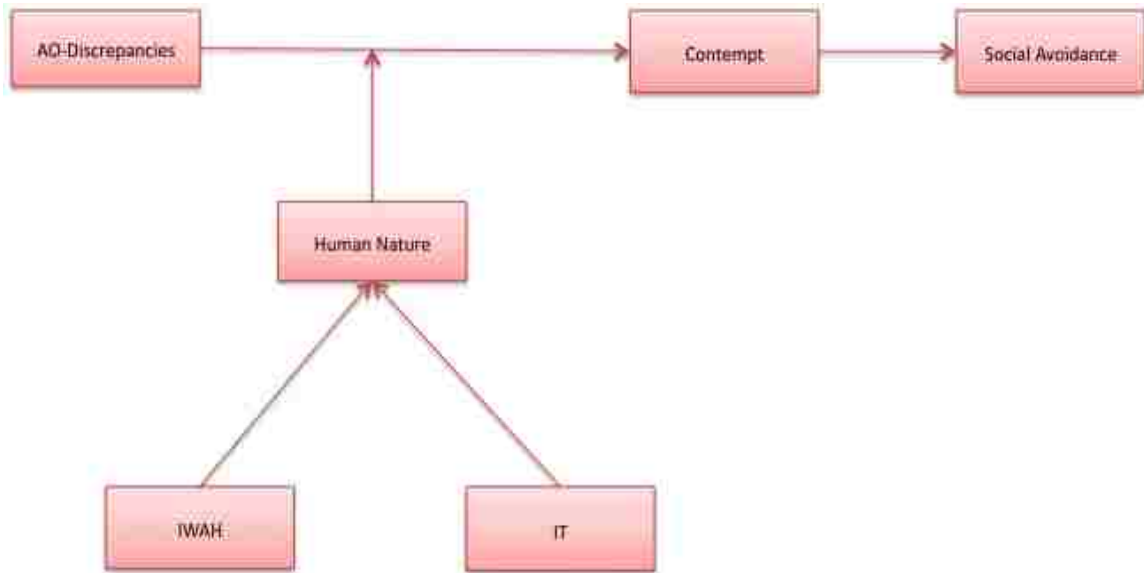 AO-Discrepancies
Contempt
Social Avoidance
Human Nature
IWAH
IT